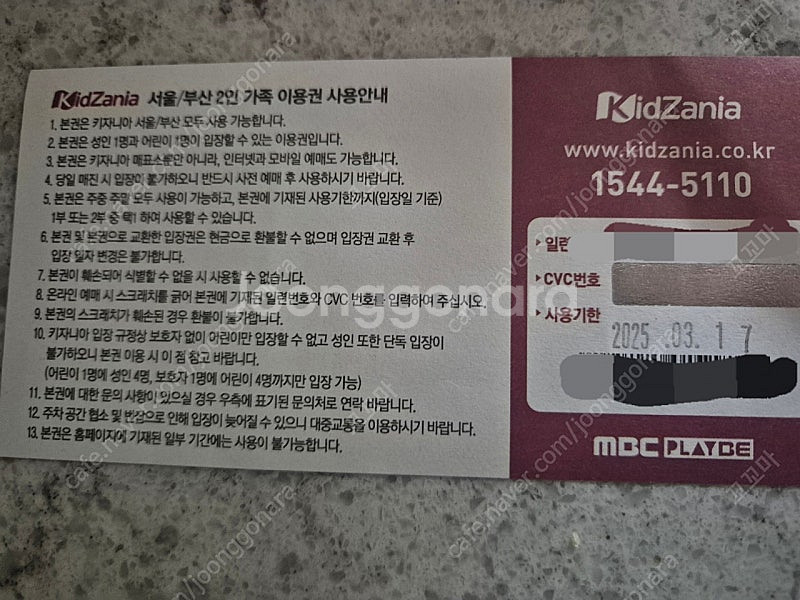 KidZania 서울/부산 2인 가족 이용권 사용안내
1. 본권은 키자니아 서울/부산 모두 사용 가능합니다.
2. 본권은 성인 1명과 어린이 1명이 입장할 수 있는 이용권입니다.
3. 본권은 키자니아 매표소뿐만 아니라, 인터넷과 모바일 예매도 가능합니다.
4. 당일 매진 시 입장이 불가하오니 반드시 사전 예매 후 사용하시기 바랍니다.
5. 본권은 주중 주말 모두 사용이 가능하고, 본권에 기재된 사용기한까지(입장일 기준)
1부 또는 2부 중 택1 하여 사용할 수 있습니다.
6. 본권 및 본권으로 교환한 입장권은 현금으로 환불할 수 없으며 입장권 교환 후
입장 일자 변경은 불가합니다.
7. 본권이 훼손되어 식별할 수 없을 시 사용할 수 없습니다.
8. 온라인 예매 시 스크래치를 긁어 본권에 기재된 일련번호와 CVC 번호를 입력하여 주십시오.
9. 본권의 스크래치가 훼손된 경우 환불이 불가합니다.
10. 키자니아 입장 규정상 보호자 없이 어린이만 입장할 수 없고 성인 또한 단독 입장이
불가하오니 본권 이용 시 이 점 참고 바랍니다.
(어린이 1명에 성인 4명, 보호자 1명에 어린이 4명까지만 입장 가능)
11. 본권에 대한 문의 사항이 있으실 경우 우측에 표기된 문의처로 연락 바랍니다.
12. 주차 공간 협소 및 번잡으로 인해 입장이 늦어질 수 있으니 대중교통을 이용하시기 바랍니다.
13. 본권은 홈페이지에 기재된 일부 기간에는 사용이 불가능합니다.
KidZania
www.kidzania.co.kr
1544-5110
일련
CVC번호
사용기한
2025 .03. 17
MBC PLAYBE
joonggonara
cafe.naver.com/joonggonara
꼬꼬마